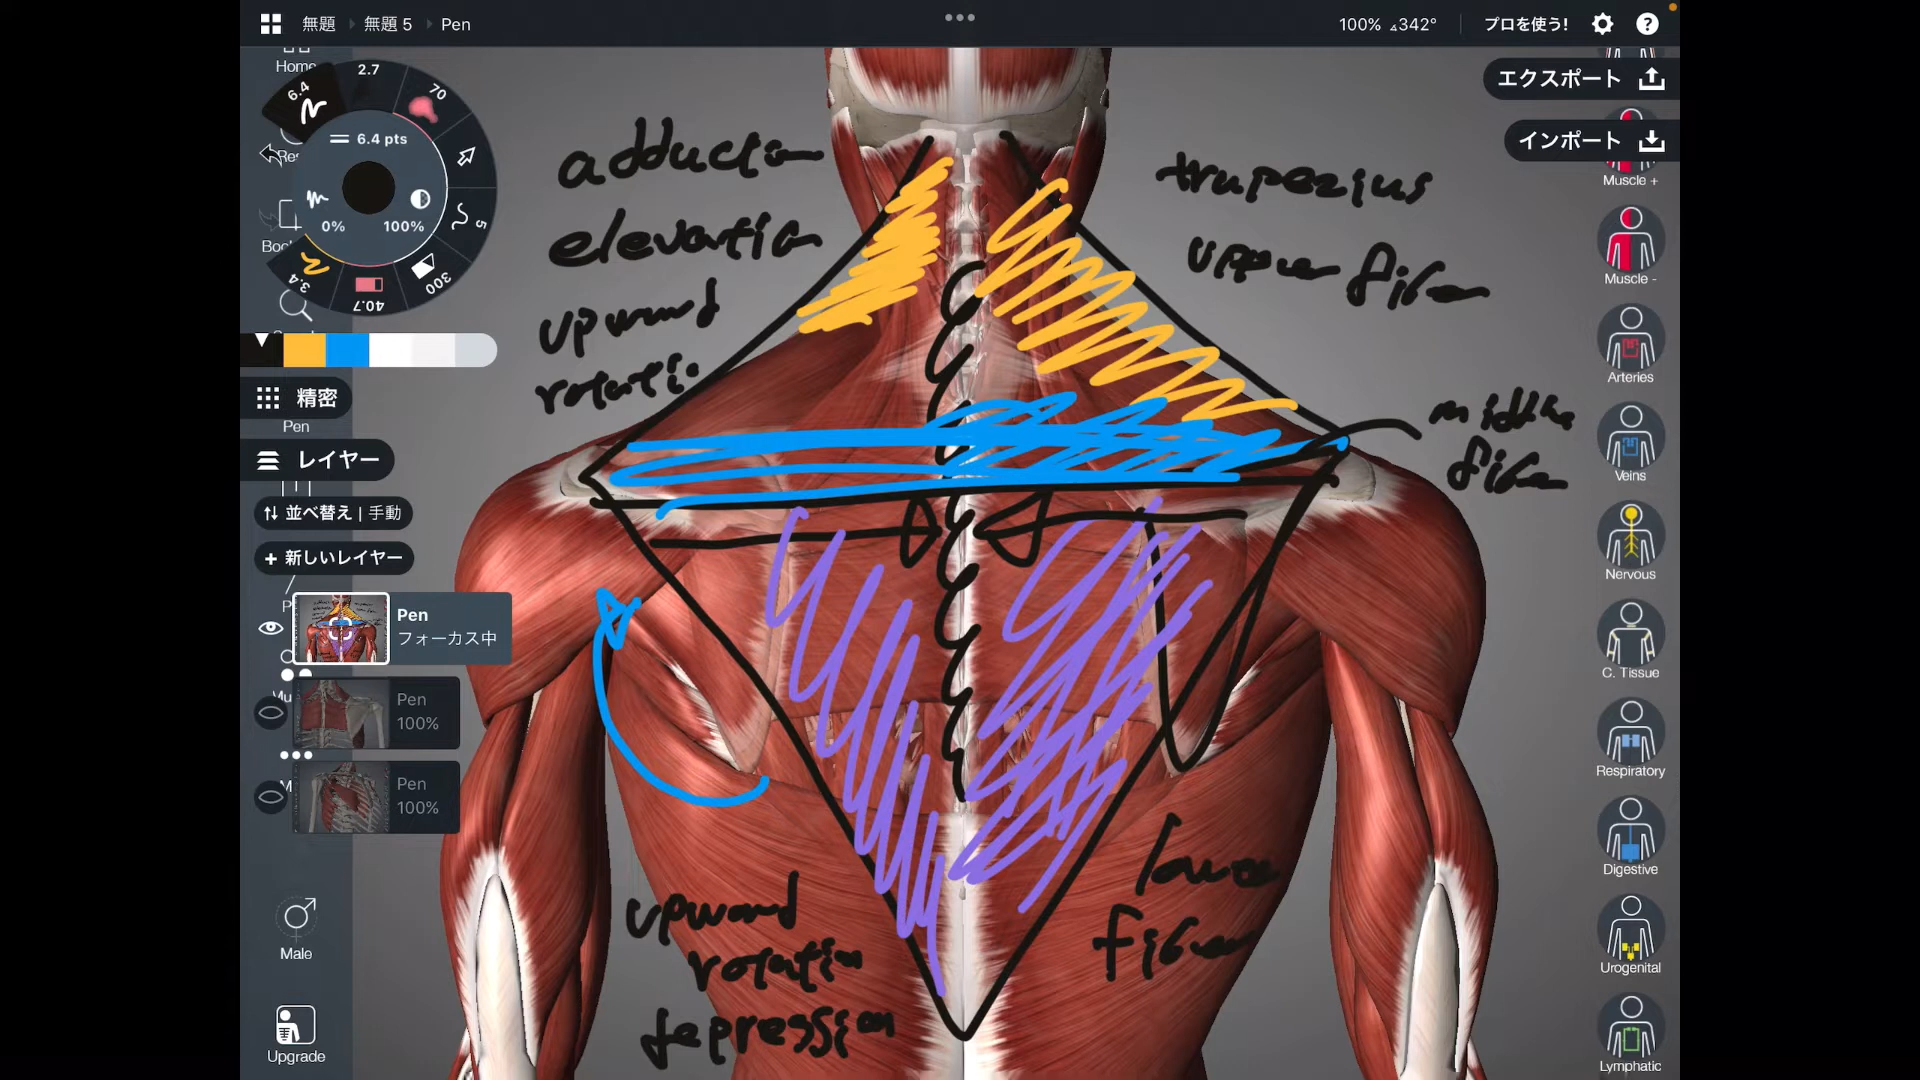 無題 無題 5 Pen
100% 342° プロを使う!
Home
エクスポート
インポート
2.7
6.4
70
6.4 pts
0% 100%
5
3.4
40.7
300
Res
Boo
精密
Pen
レイヤー
並べ替え | 手動
新しいレイヤー
Pen
フォーカス中
Pen
100%
Pen
100%
Male
Upgrade
adduction
elevation
upward
rotation
trapezius
upper fiber
middle
fiber
lower
fiber
upward
rotation
depression
Muscle +
Muscle -
Arteries
Veins
Nervous
C. Tissue
Respiratory
Digestive
Urogenital
Lymphatic